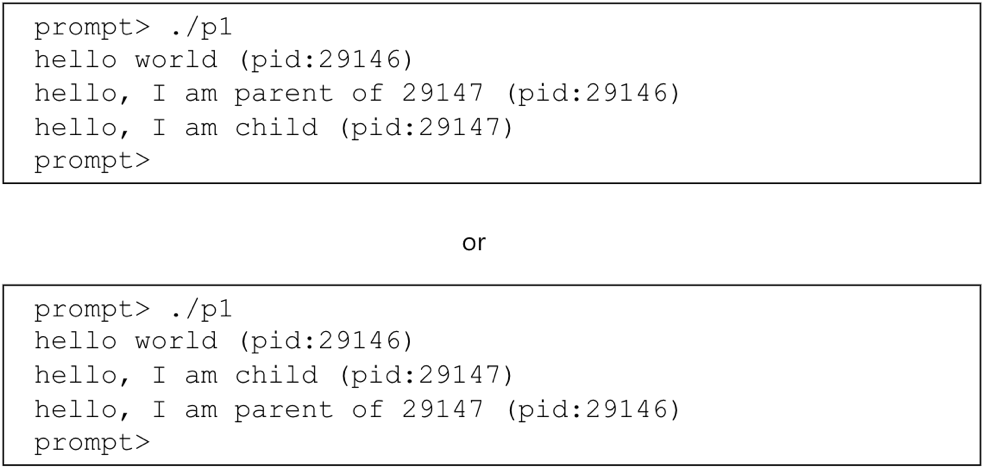 prompt> ./p1
hello world (pid:29146)
hello, I am parent of 29147 (pid:29146)
hello, I am child (pid:29147)
prompt>
or
prompt> ./p1
hello world (pid:29146)
hello, I am child (pid:29147)
hello, I am parent of 29147 (pid:29146)
prompt>